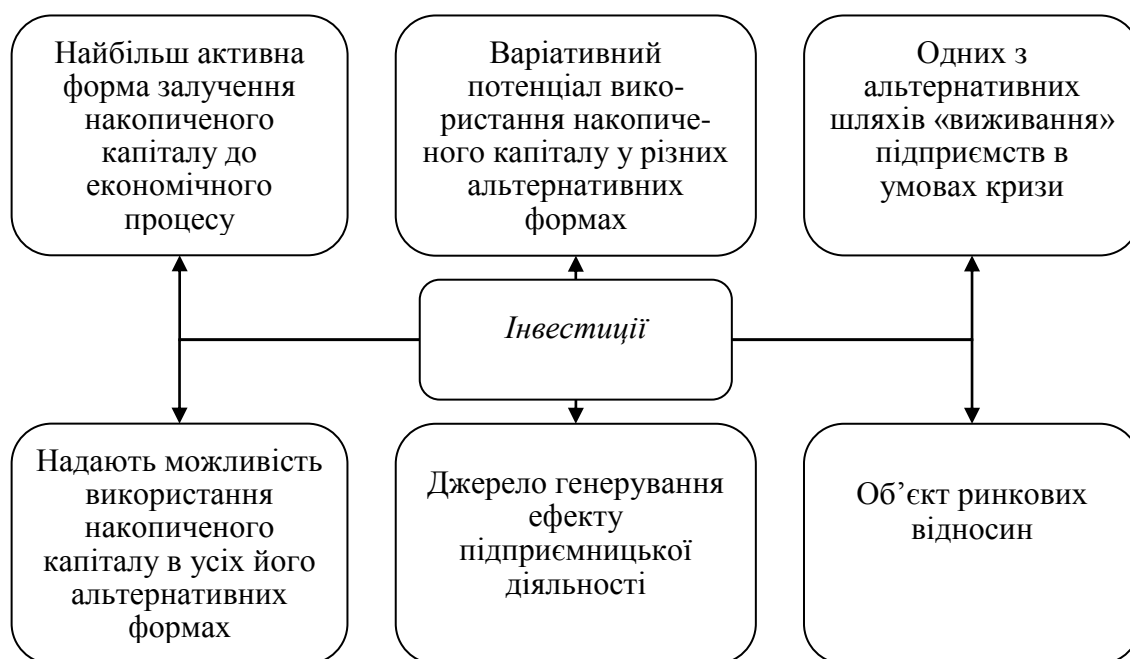 Найбільш активна
форма залучення
накопиченого
капіталу до
економічного
процесу
Варіативний
потенціал вико-
ристання накопиче-
ного капіталу у різних
альтернативних
формах
Одних з
альтернативних
шляхів «виживання»
підприємств в
умовах кризи
Інвестиції
Надають можливість
використання
накопиченого
капіталу в усіх його
альтернативних
формах
Джерело генерування
ефекту
підприємницької
діяльності
Об’єкт ринкових
відносин